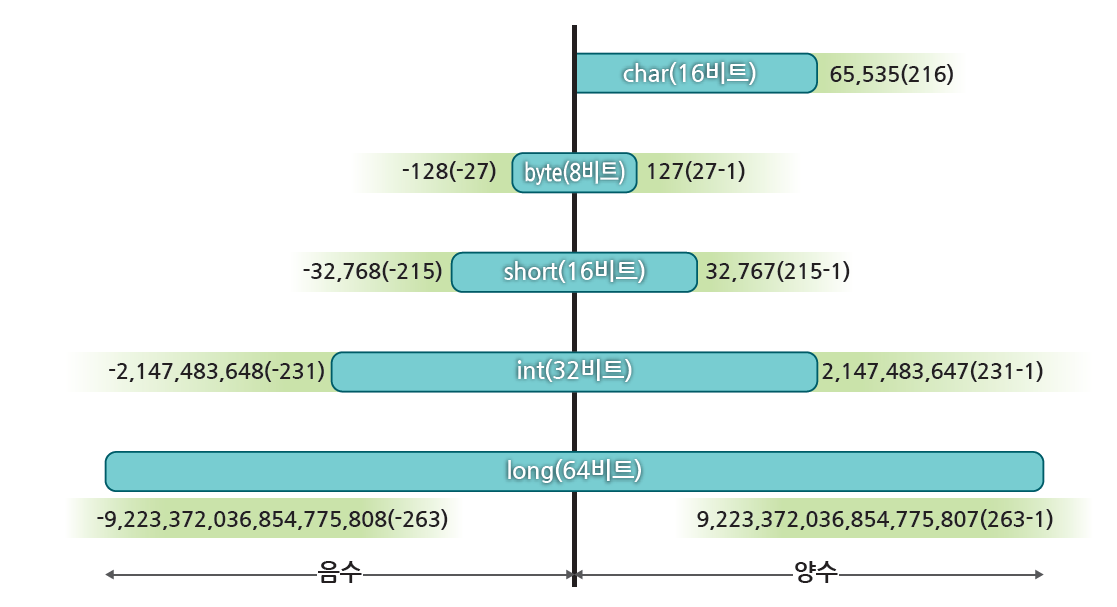 char(16비트) 65,535(216)
-128(-27) byte(8비트) 127(27-1)
-32,768(-215) short(16비트) 32,767(215-1)
-2,147,483,648(-231) int(32비트) 2,147,483,647(231-1)
long(64비트)
-9,223,372,036,854,775,808(-263) 9,223,372,036,854,775,807(263-1)
음수 양수